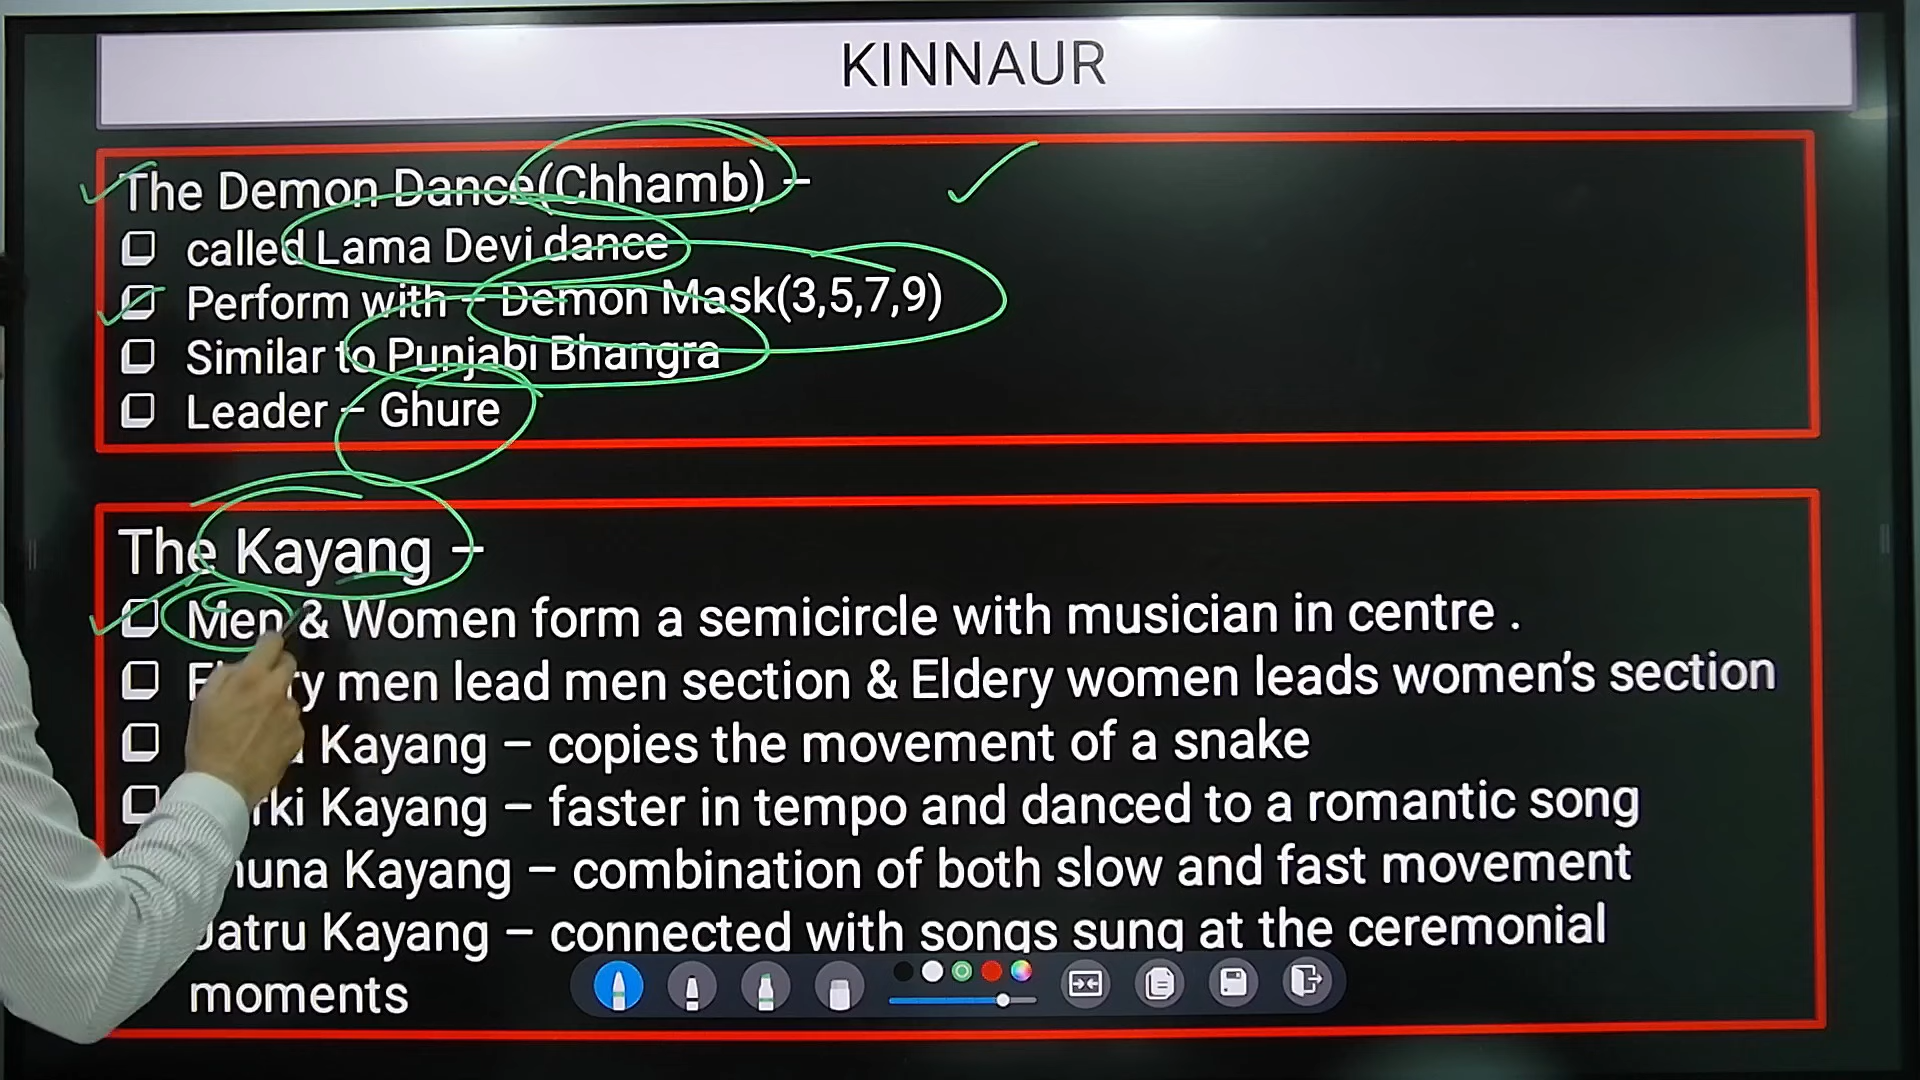 KINNAUR
The Demon Dance(Chhamb) –
called Lama Devi dance
Perform with – Demon Mask(3,5,7,9)
Similar to Punjabi Bhangra
Leader – Ghure
The Kayang –
Men & Women form a semicircle with musician in centre .
men lead men section & Eldery women leads women's section
Kayang – copies the movement of a snake
Kayang – faster in tempo and danced to a romantic song
Kayang – combination of both slow and fast movement
Jatru Kayang – connected with songs sung at the ceremonial
moments